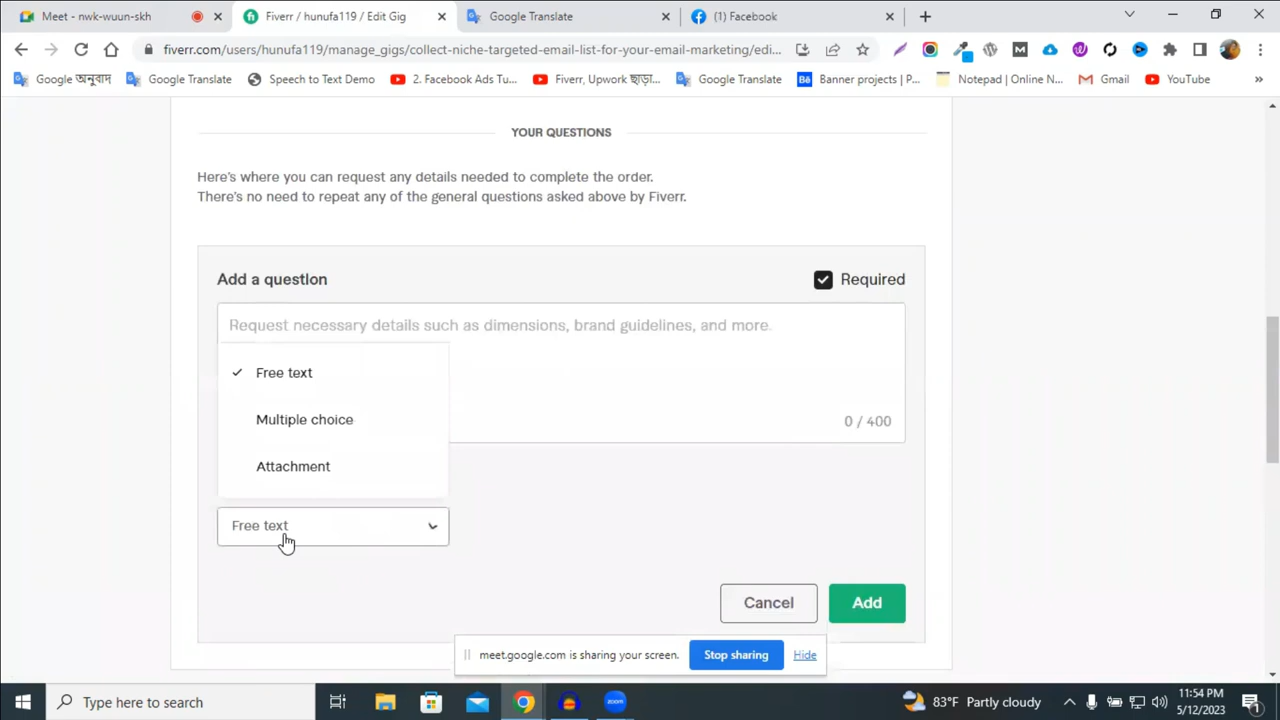 Meet - nwk-wuun-skh
Fiverr / hunufa119 / Edit Gig
Google Translate
(1) Facebook
fiverr.com/users/hunufa119/manage_gigs/collect-niche-targeted-email-list-for-your-email-marketing/edi...
Google অনুবাদ
Google Translate
Speech to Text Demo
2. Facebook Ads Tu...
Fiverr, Upwork ছাড়া...
Google Translate
Banner projects | P...
Notepad | Online N...
Gmail
YouTube
YOUR QUESTIONS
Here's where you can request any details needed to complete the order.
There's no need to repeat any of the general questions asked above by Fiverr.
Add a question
Required
Request necessary details such as dimensions, brand guidelines, and more.
Free text
Multiple choice
0 / 400
Attachment
Free text
Cancel
Add
meet.google.com is sharing your screen.
Stop sharing
Hide
Type here to search
zoom
83°F Partly cloudy
11:54 PM
5/12/2023
1